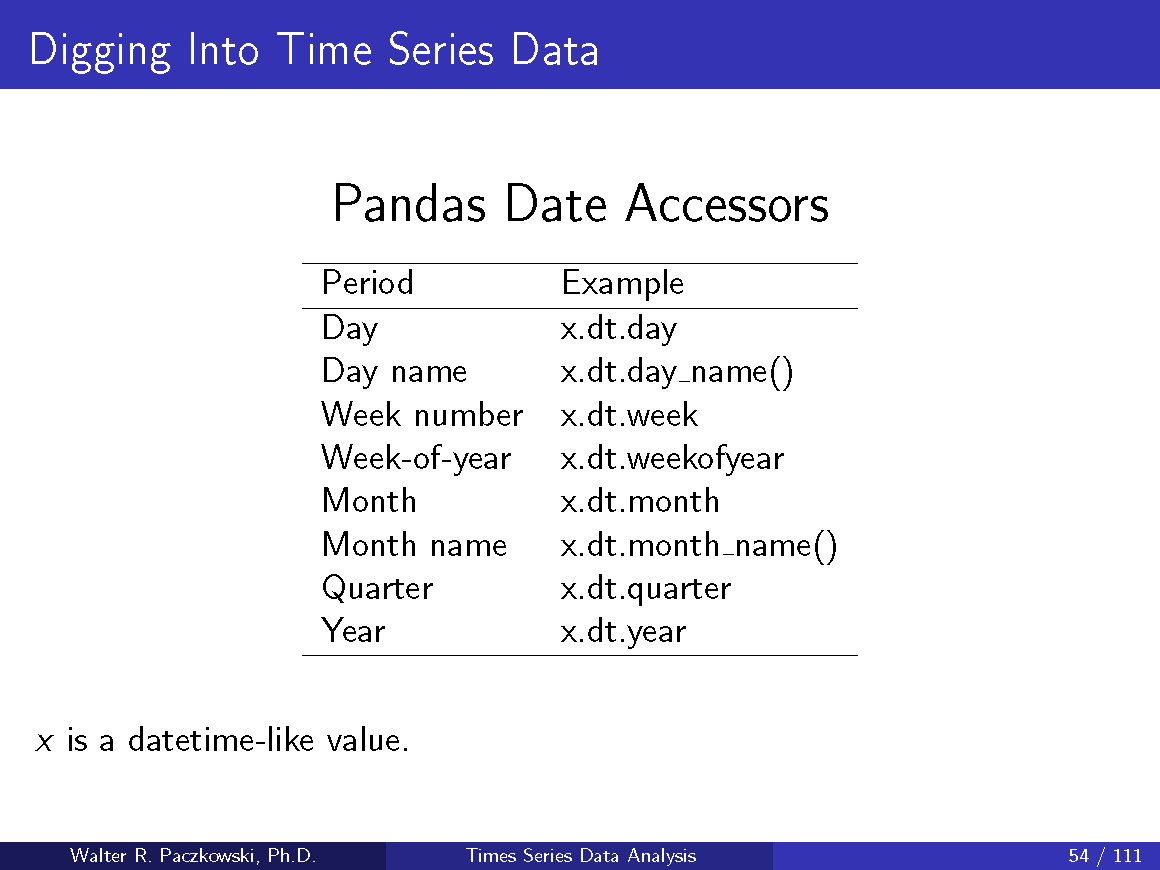 Digging Into Time Series Data
Pandas Date Accessors
Period Example
Day x.dt.day
Day name x.dt.day_name()
Week number x.dt.week
Week-of-year x.dt.weekofyear
Month x.dt.month
Month name x.dt.month_name()
Quarter x.dt.quarter
Year x.dt.year
x is a datetime-like value.
Walter R. Paczkowski, Ph.D. Times Series Data Analysis 54 / 111